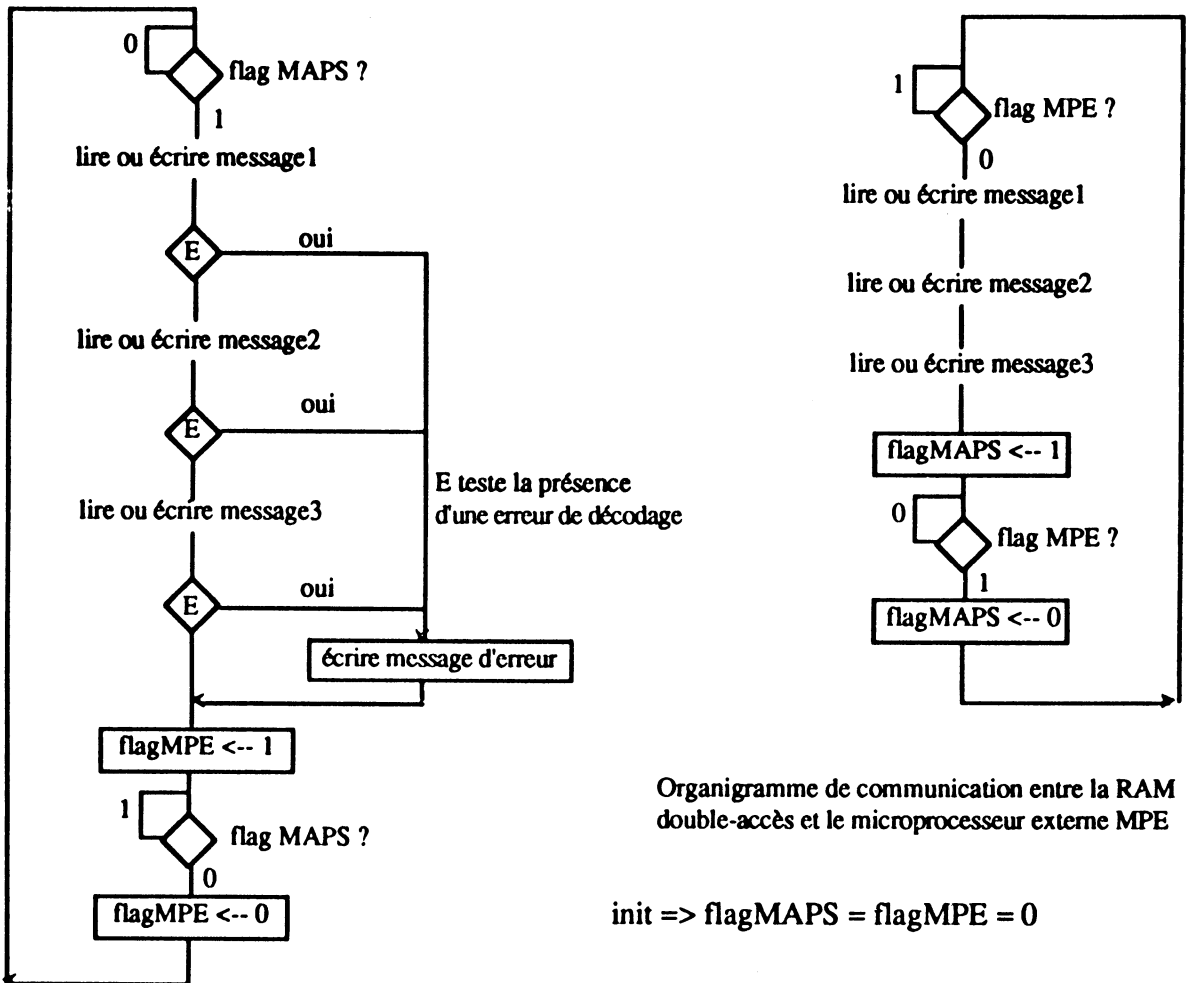 0
flag MAPS ?
1
lire ou écrire message1
E
oui
lire ou écrire message2
E
oui
lire ou écrire message3
E teste la présence
d'une erreur de décodage
E
oui
écrire message d'erreur
flagMPE <-- 1
1
flag MAPS ?
0
flagMPE <-- 0
1
flag MPE ?
0
lire ou écrire message1
lire ou écrire message2
lire ou écrire message3
flagMAPS <-- 1
0
flag MPE ?
1
flagMAPS <-- 0
Organigramme de communication entre la RAM
double-accès et le microprocesseur externe MPE
init => flagMAPS = flagMPE = 0